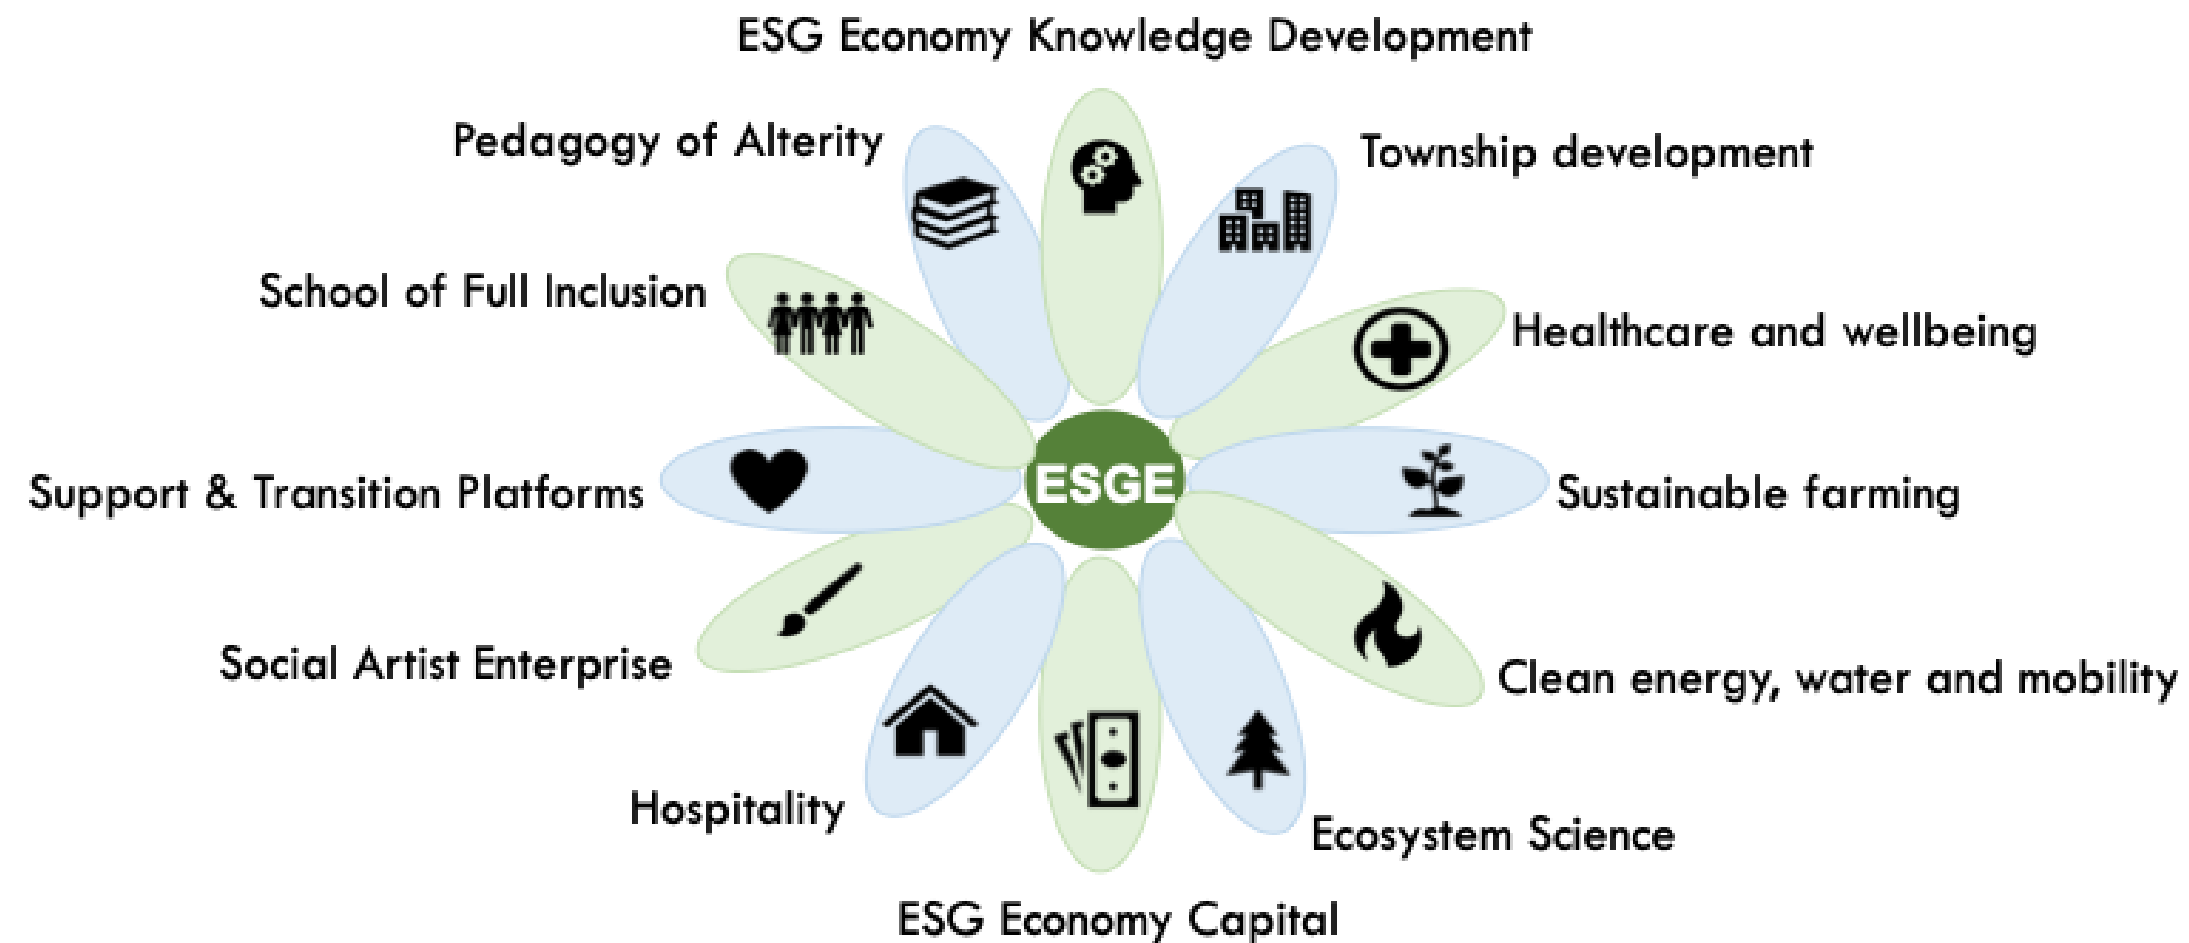 ESG Economy Knowledge Development
Pedagogy of Alterity
Township development
School of Full Inclusion
Healthcare and wellbeing
Support & Transition Platforms
ESGE
Sustainable farming
Social Artist Enterprise
Clean energy, water and mobility
Hospitality
Ecosystem Science
ESG Economy Capital